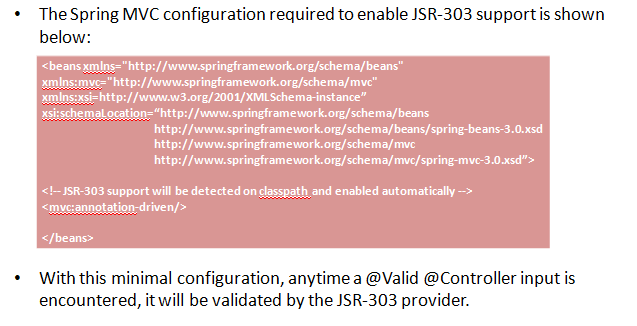 • The Spring MVC configuration required to enable JSR-303 support is shown
below:
<beans xmlns="http://www.springframework.org/schema/beans"
xmlns:mvc="http://www.springframework.org/schema/mvc"
xmlns:xsi=http://www.w3.org/2001/XMLSchema-instance”
xsi:schemaLocation=“http://www.springframework.org/schema/beans
http://www.springframework.org/schema/beans/spring-beans-3.0.xsd
http://www.springframework.org/schema/mvc
http://www.springframework.org/schema/mvc/spring-mvc-3.0.xsd”>
<!-- JSR-303 support will be detected on classpath and enabled automatically -->
<mvc:annotation-driven/>
</beans>
• With this minimal configuration, anytime a @Valid @Controller input is
encountered, it will be validated by the JSR-303 provider.